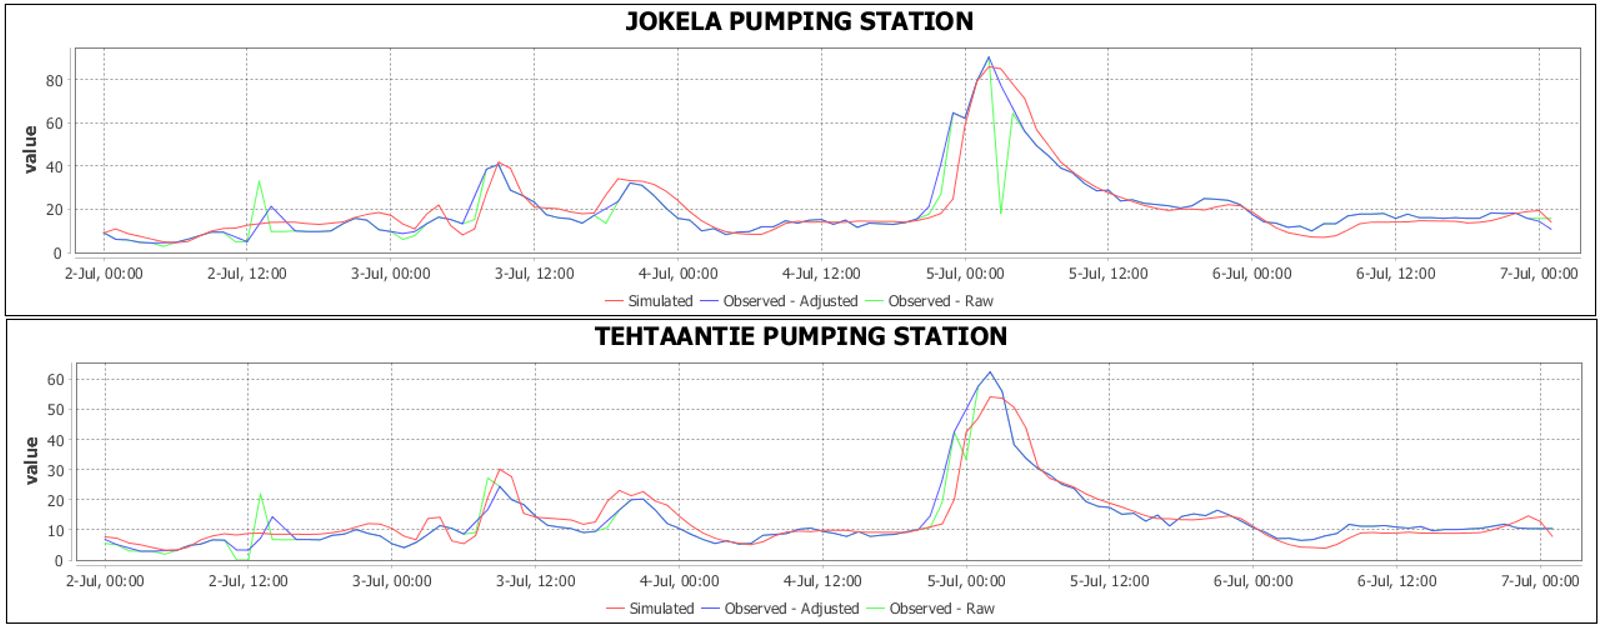 JOKELA PUMPING STATION
value
80
60
40
20
0
2-Jul, 00:00 2-Jul, 12:00 3-Jul, 00:00 3-Jul, 12:00 4-Jul, 00:00 4-Jul, 12:00 5-Jul, 00:00 5-Jul, 12:00 6-Jul, 00:00 6-Jul, 12:00 7-Jul, 00:00
Simulated Observed - Adjusted Observed - Raw
TEHTAANTIE PUMPING STATION
value
60
50
40
30
20
10
0
2-Jul, 00:00 2-Jul, 12:00 3-Jul, 00:00 3-Jul, 12:00 4-Jul, 00:00 4-Jul, 12:00 5-Jul, 00:00 5-Jul, 12:00 6-Jul, 00:00 6-Jul, 12:00 7-Jul, 00:00
Simulated Observed - Adjusted Observed - Raw